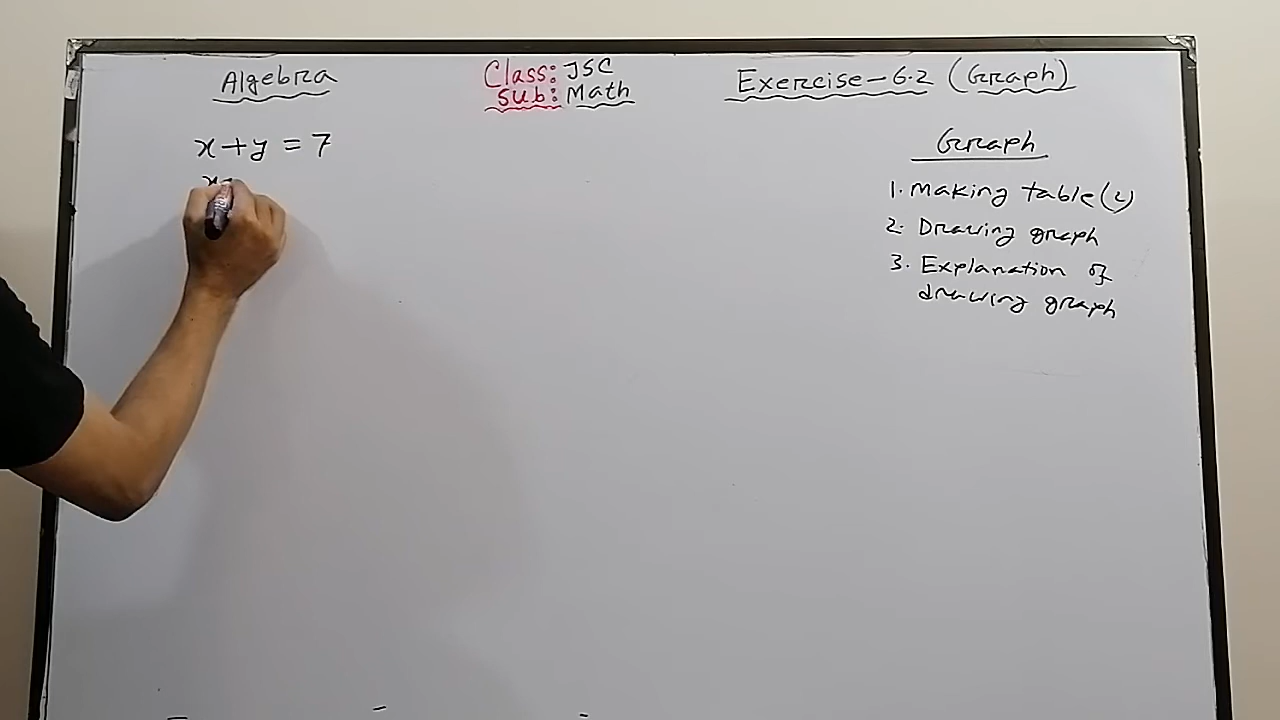 Algebra
Class: JSC
Sub: Math
Exercise-6.2 (Graph)
x + y = 7
x
Graph
1. Making table (2)
2. Drawing graph
3. Explanation of
drawing graph